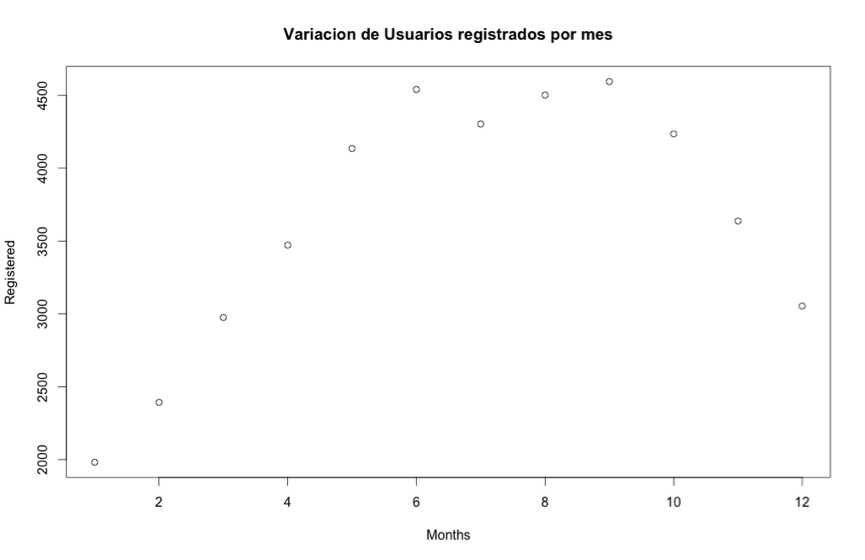 Variacion de Usuarios registrados por mes
4500
4000
3500
3000
2500
2000
Registered
2 4 6 8 10 12
Months